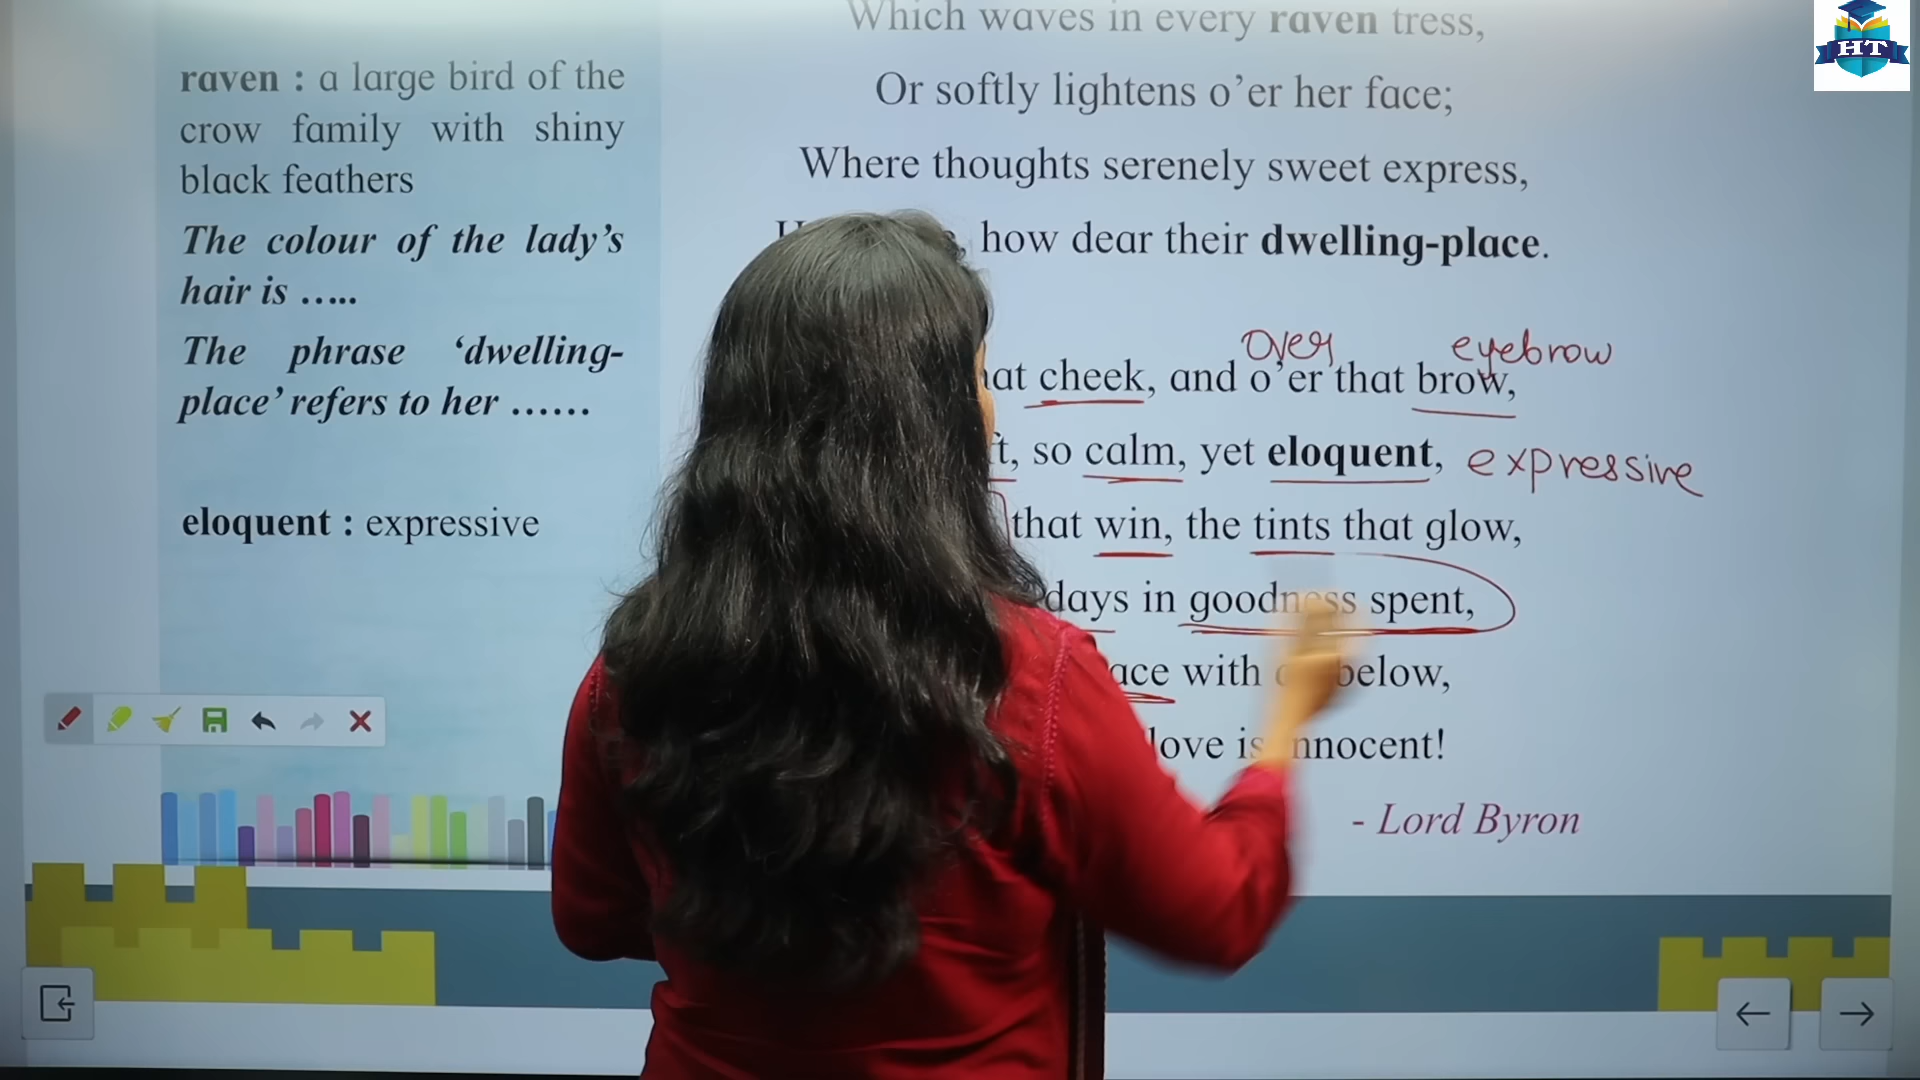 HT
Which waves in every raven tress,
Or softly lightens o’er her face;
Where thoughts serenely sweet express,
how dear their dwelling-place.
over eyebrow
cheek, and o’er that brow,
so calm, yet eloquent, expressive
that win, the tints that glow,
days in goodness spent,
with below,
love is innocent!
- Lord Byron
raven : a large bird of the
crow family with shiny
black feathers
The colour of the lady’s
hair is .....
The phrase ‘dwelling-
place’ refers to her ......
eloquent : expressive